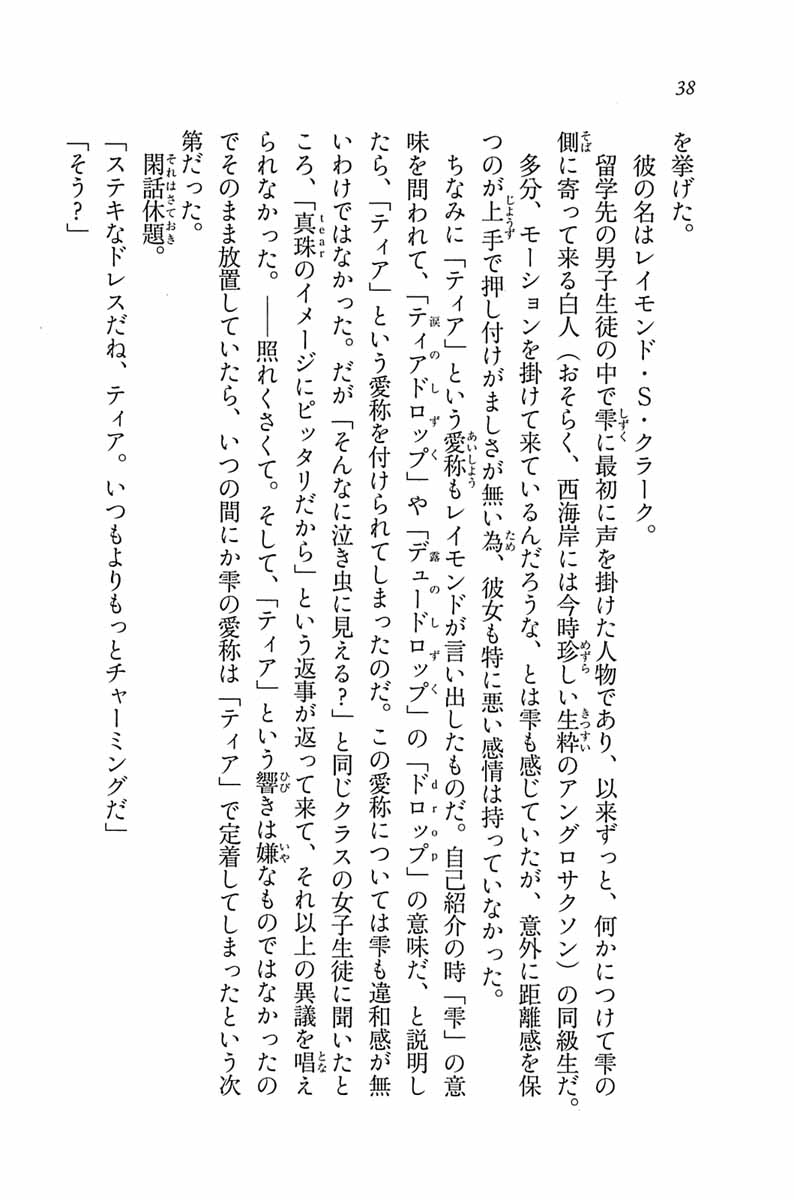 38
を挙げた。
彼の名はレイモンド・S・クラーク。
留学先の男子生徒の中で雫に最初に声を掛けた人物であり、以来ずっと、何かにつけて雫の
側に寄って来る白人（おそらく、西海岸には今時珍しい生粋のアングロサクソン）の同級生だ。
多分、モーションを掛けて来ているんだろうな、とは雫も感じていたが、意外に距離感を保
つのが上手で押し付けがましさが無い為、彼女も特に悪い感情は持っていなかった。
ちなみに「ティア」という愛称もレイモンドが言い出したものだ。自己紹介の時「雫」の意
味を問われて、「ティアドロップ」や「デュードロップ」の「ドロップ」の意味だ、と説明し
たら、「ティア」という愛称を付けられてしまったのだ。この愛称については雫も違和感が無
いわけではなかった。だが「そんなに泣き虫に見える？」と同じクラスの女子生徒に聞いたと
ころ、「真珠のイメージにピッタリだから」という返事が返って来て、それ以上の異議を唱え
られなかった。――照れくさくて。そして、「ティア」という響きは嫌なものではなかったの
でそのまま放置していたら、いつの間にか雫の愛称は「ティア」で定着してしまったという次
第だった。
閑話休題。
「ステキなドレスだね、ティア。いつもよりもっとチャーミングだ」
「そう？」